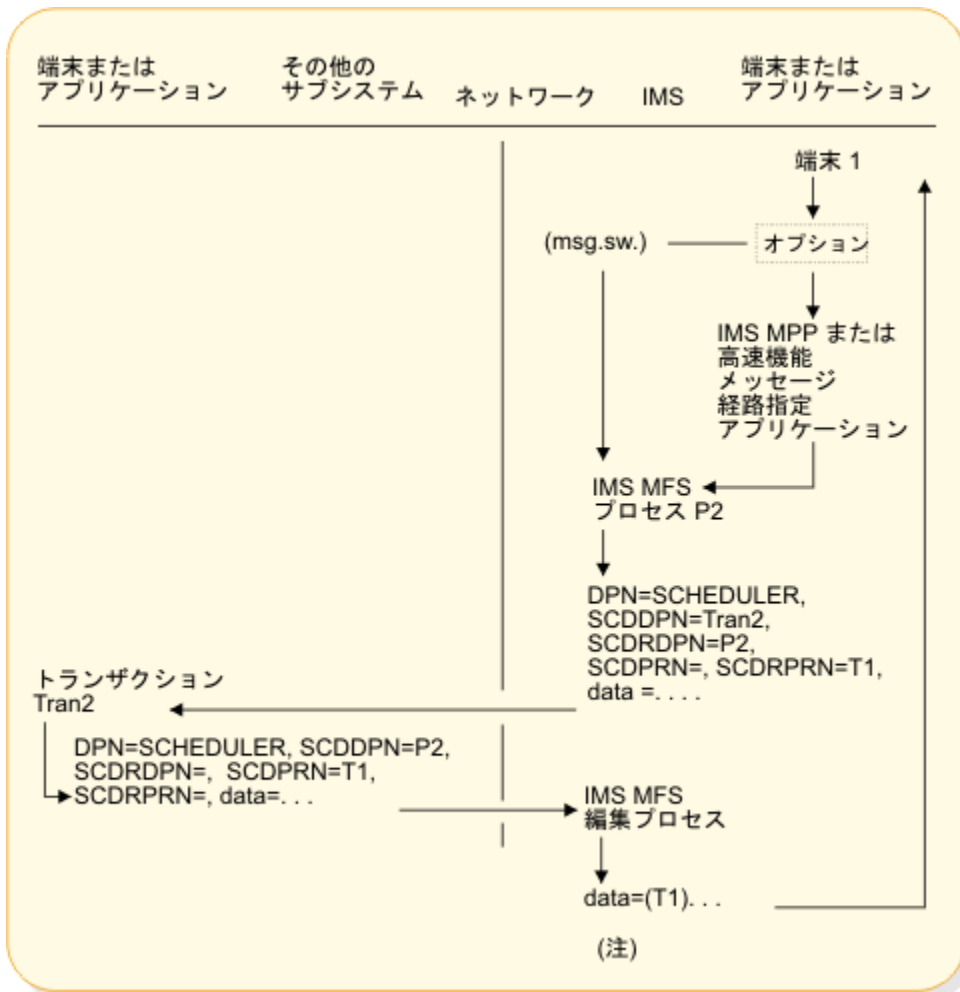 端末または
アプリケーション
その他の
サブシステム
ネットワーク
IMS
端末または
アプリケーション
端末 1
(msg.sw.)
オプション
IMS MPP または
高速機能
メッセージ
経路指定
アプリケーション
IMS MFS
プロセス P2
DPN=SCHEDULER,
SCDDPN=Tran2,
SCDRDPN=P2,
SCDPRN=, SCDRPRN=T1,
data =. . . .
トランザクション
Tran2
DPN=SCHEDULER, SCDDPN=P2,
SCDRDPN=, SCDPRN=T1,
SCDRPRN=, data=. . .
IMS MFS
編集プロセス
data=(T1). . .
(注)